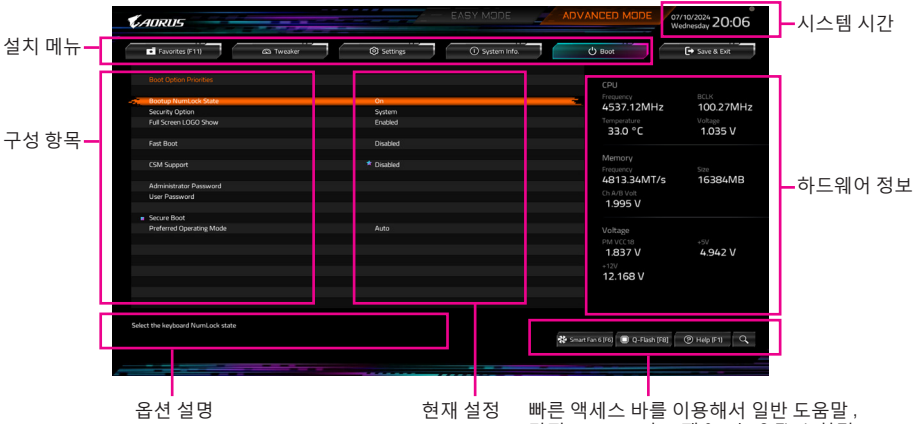 AORUS
EASY MODE
ADVANCED MODE
07/10/2024
Wednesday
20:06
시스템 시간
설치 메뉴
Favorites (F11)
Tweaker
Settings
System Info.
Boot
Save & Exit
구성 항목
Boot Option Priorities
Bootup NumLock State On
Security Option System
Full Screen LOGO Show Enabled
Fast Boot Disabled
CSM Support Disabled
Administrator Password
User Password
Secure Boot
Preferred Operating Mode Auto
CPU
Frequency BCLK
4537.12MHz 100.27MHz
Temperature Voltage
33.0 °C 1.035 V
Memory
Frequency Size
4813.34MT/s 16384MB
Ch A/B Volt
1.995 V
Voltage
PM VCC18 +5V
1.837 V 4.942 V
+12V
12.168 V
하드웨어 정보
Select the keyboard NumLock state
Smart Fan 6 [F6]
Q-Flash [F8]
Help (F1)
옵션 설명
현재 설정
빠른 액세스 바를 이용해서 일반 도움말 ,